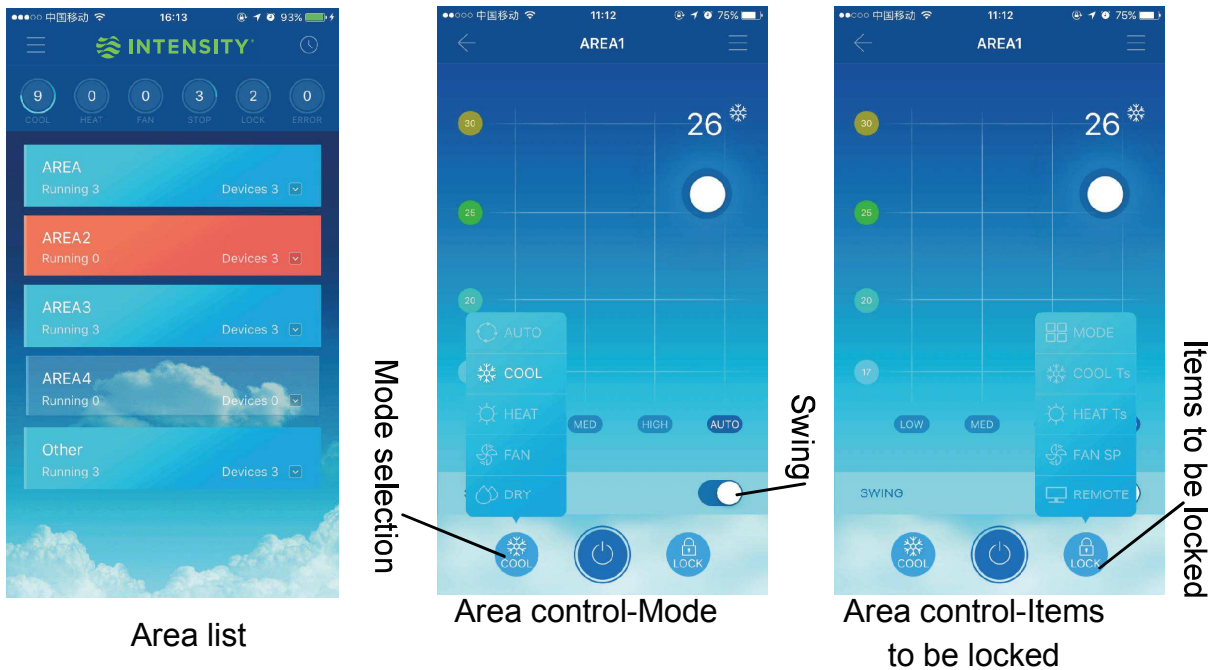 中国移动 16:13 93%
INTENSITY
9 0 0 3 2 0
COOL HEAT FAN STOP LOCK ERROR
AREA
Running 3 Devices 3
AREA2
Running 0 Devices 3
AREA3
Running 3 Devices 3
AREA4
Running 0 Devices 0
Other
Running 3 Devices 3
Area list
中国移动 11:12 75%
AREA1
26
30
25
20
AUTO
COOL
HEAT
FAN
DRY
MED HIGH AUTO
COOL LOCK
Mode selection
Swing
Area control-Mode
中国移动 11:12 75%
AREA1
26
30
25
20
17
MODE
COOL Ts
HEAT Ts
FAN SP
REMOTE
LOW MED
SWING
COOL LOCK
Items to be locked
Area control-Items
to be locked